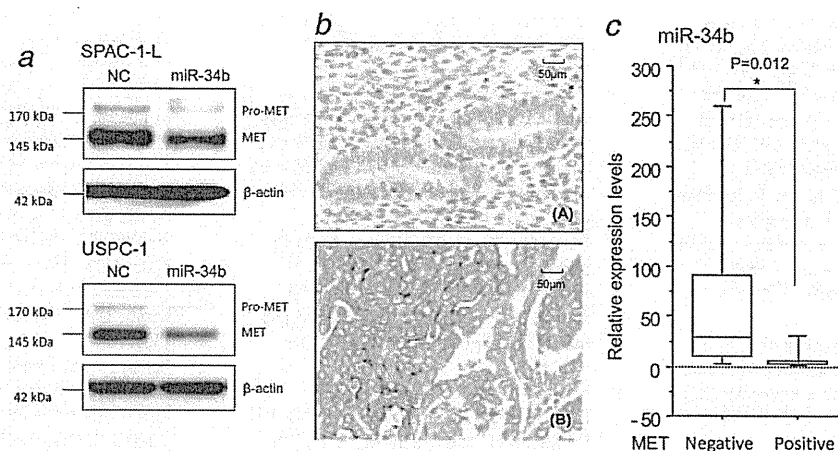 a
SPAC-1-L
NC miR-34b
170 kDa
Pro-MET
145 kDa
MET
42 kDa
β-actin
USPC-1
NC miR-34b
170 kDa
Pro-MET
145 kDa
MET
42 kDa
β-actin
b
50μm
(A)
50μm
(B)
c
miR-34b
P=0.012
*
Relative expression levels
300
250
200
150
100
50
0
-50
MET Negative Positive